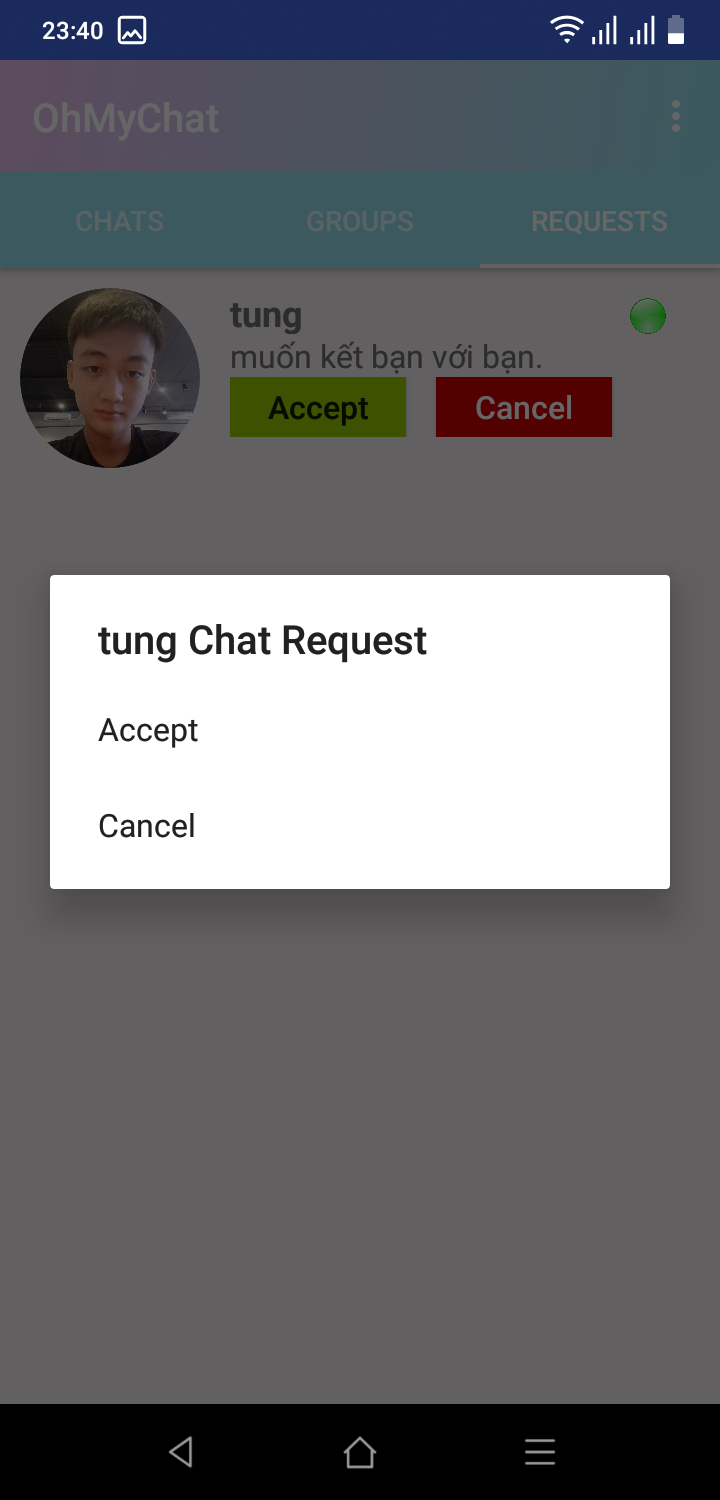 23:40
OhMyChat
CHATS GROUPS REQUESTS
tung
muốn kết bạn với bạn.
Accept Cancel
tung Chat Request
Accept
Cancel